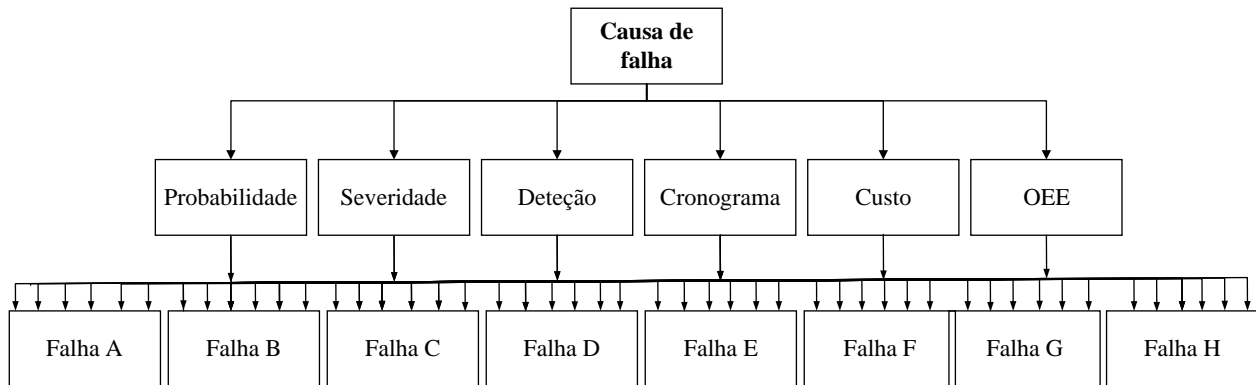 Causa de
falha
Probabilidade
Severidade
Deteção
Cronograma
Custo
OEE
Falha A
Falha B
Falha C
Falha D
Falha E
Falha F
Falha G
Falha H